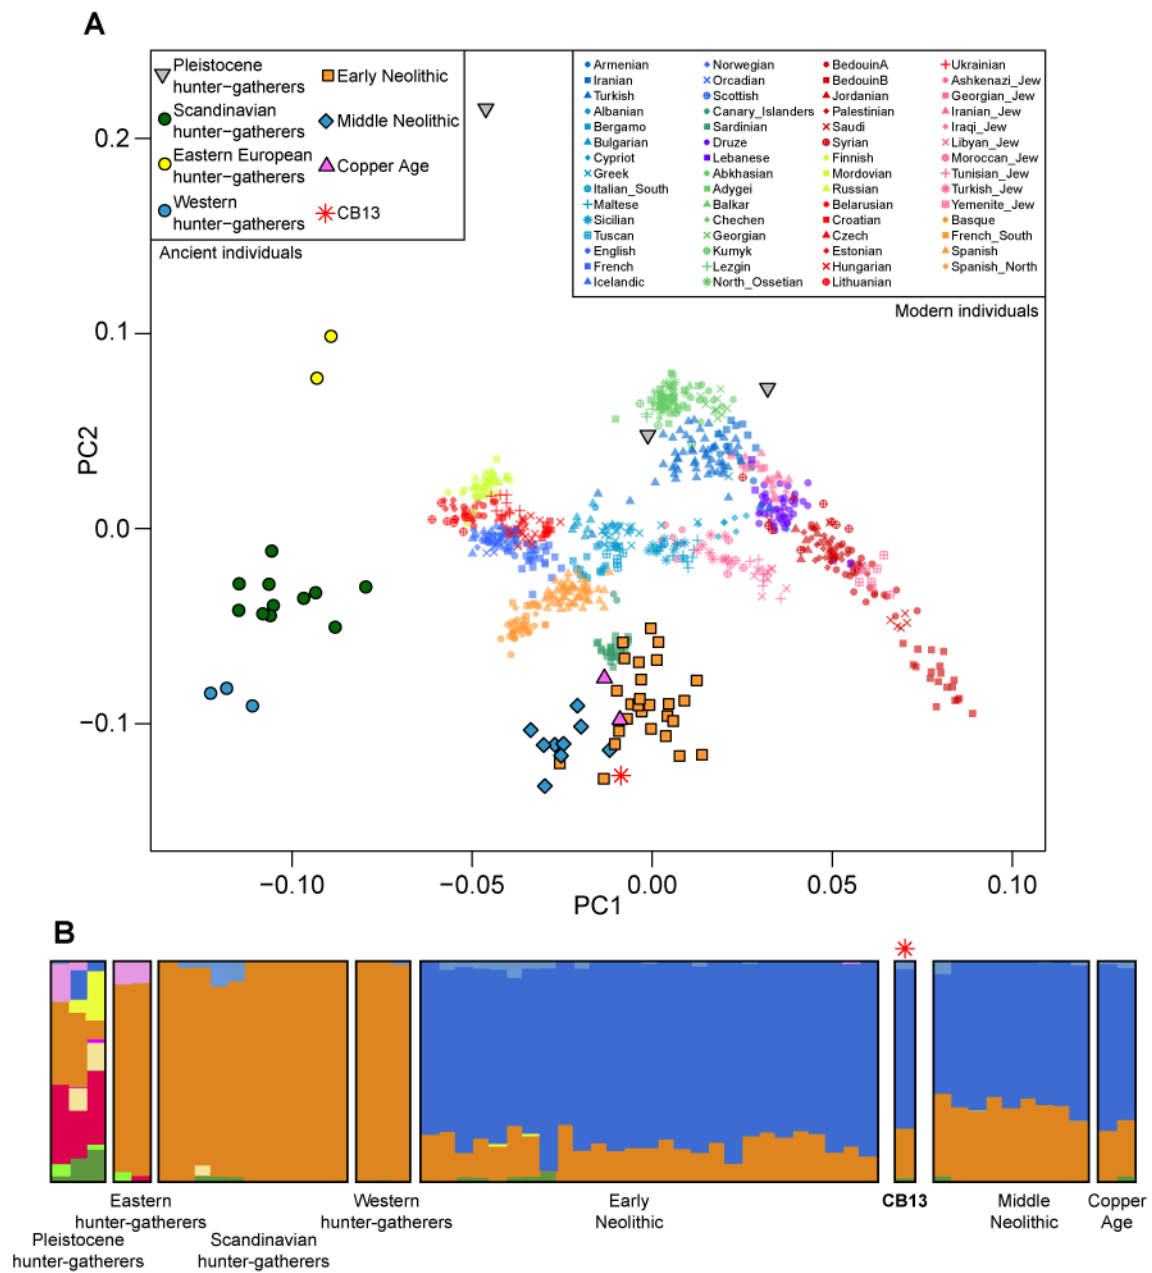 A
Pleistocene
hunter−gatherers
Scandinavian
hunter−gatherers
Eastern European
hunter−gatherers
Western
hunter−gatherers
Early Neolithic
Middle Neolithic
Copper Age
CB13
Ancient individuals
Armenian
Iranian
Turkish
Albanian
Bergamo
Bulgarian
Cypriot
Greek
Italian_South
Maltese
Sicilian
Tuscan
English
French
Icelandic
Norwegian
Orcadian
Scottish
Canary_Islanders
Sardinian
Druze
Lebanese
Abkhasian
Adygei
Balkar
Chechen
Georgian
Kumyk
Lezgin
North_Ossetian
BedouinA
BedouinB
Jordanian
Palestinian
Saudi
Syrian
Finnish
Mordovian
Russian
Belarusian
Croatian
Czech
Estonian
Hungarian
Lithuanian
Ukrainian
Ashkenazi_Jew
Georgian_Jew
Iranian_Jew
Iraqi_Jew
Libyan_Jew
Moroccan_Jew
Tunisian_Jew
Turkish_Jew
Yemenite_Jew
Basque
French_South
Spanish
Spanish_North
Modern individuals
PC2
0.2
0.1
0.0
−0.1
−0.10
−0.05
0.00
0.05
0.10
PC1
B
Pleistocene
hunter-gatherers
Eastern
hunter-gatherers
Scandinavian
hunter-gatherers
Western
hunter-gatherers
Early
Neolithic
CB13
Middle
Neolithic
Copper
Age